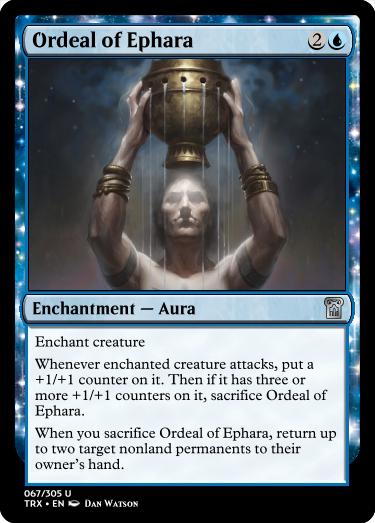 Ordeal of Ephara
2
Enchantment — Aura
Enchant creature
Whenever enchanted creature attacks, put a
+1/+1 counter on it. Then if it has three or
more +1/+1 counters on it, sacrifice Ordeal of
Ephara.
When you sacrifice Ordeal of Ephara, return up
to two target nonland permanents to their
owner's hand.
067/305 U
TRX • EN Dan Watson